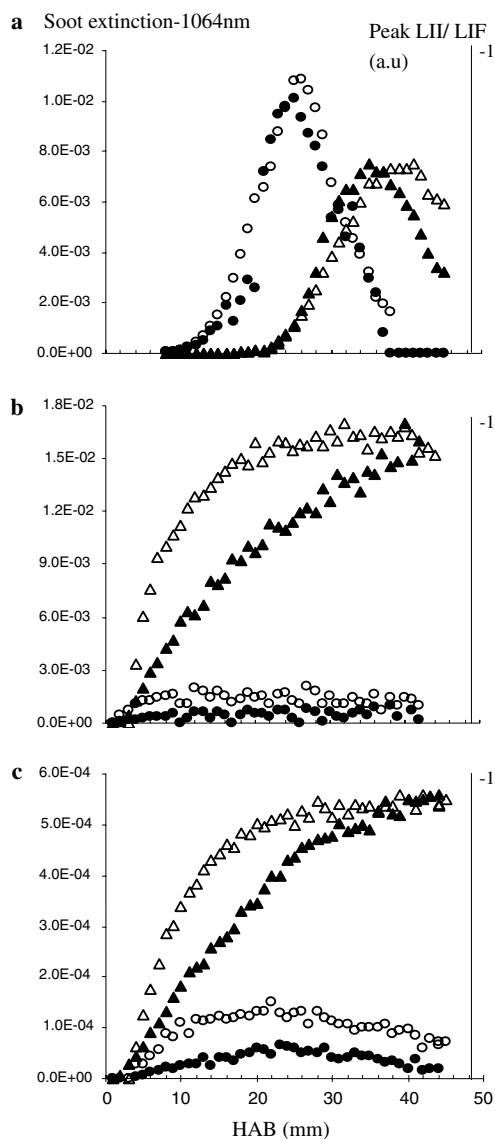 a Soot extinction-1064nm Peak LII/ LIF
(a.u)
-1
1.2E-02
1.0E-02
8.0E-03
6.0E-03
4.0E-03
2.0E-03
0.0E+00
b
-1
1.8E-02
1.5E-02
1.2E-02
9.0E-03
6.0E-03
3.0E-03
0.0E+00
c
-1
6.0E-04
5.0E-04
4.0E-04
3.0E-04
2.0E-04
1.0E-04
0.0E+00
0 10 20 30 40 50
HAB (mm)